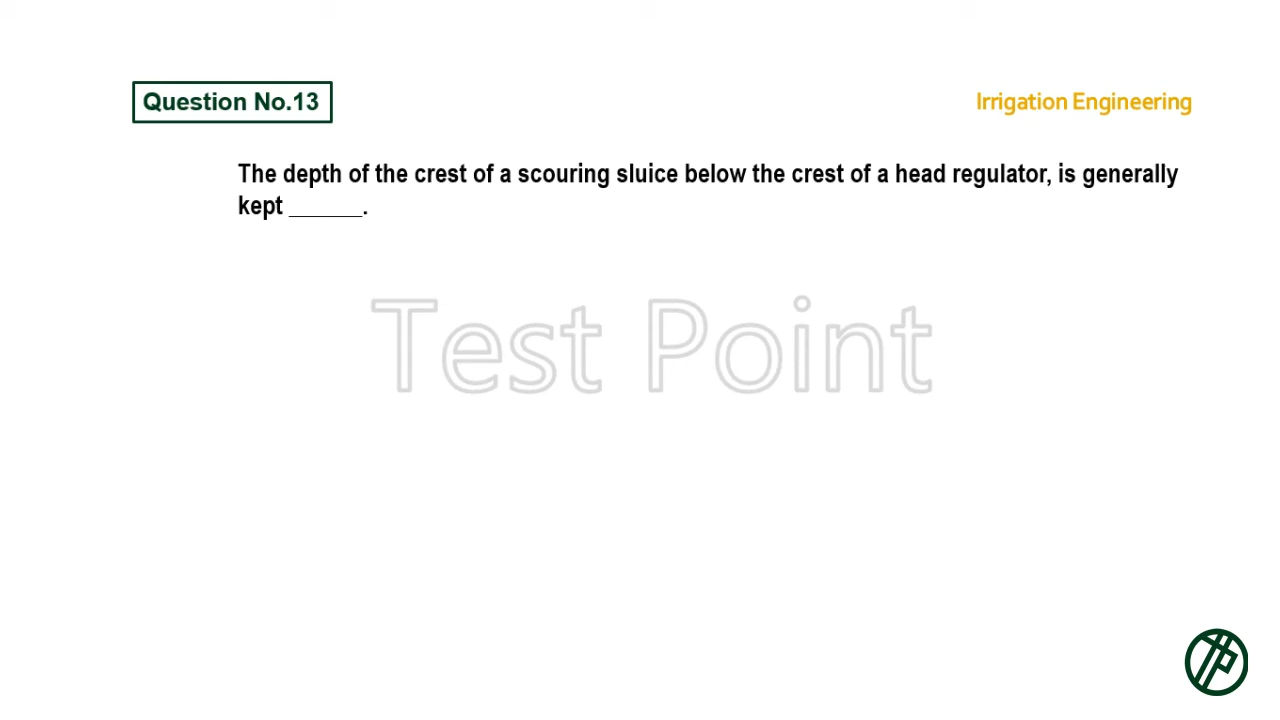 Question No.13
Irrigation Engineering
The depth of the crest of a scouring sluice below the crest of a head regulator, is generally
kept ______.
Test Point